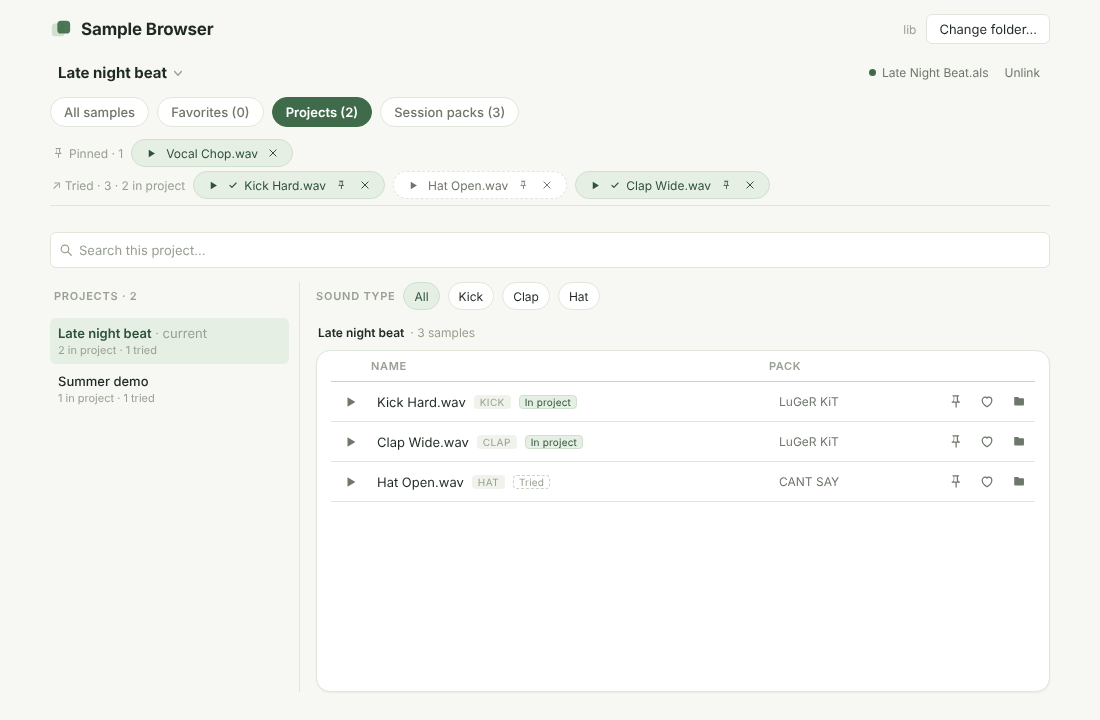 Sample Browser
lib
Change folder...
Late night beat
Late Night Beat.als
Unlink
All samples
Favorites (0)
Projects (2)
Session packs (3)
Pinned · 1
Vocal Chop.wav
Tried · 3 · 2 in project
Kick Hard.wav
Hat Open.wav
Clap Wide.wav
Search this project...
PROJECTS · 2
Late night beat · current
2 in project · 1 tried
Summer demo
1 in project · 1 tried
SOUND TYPE
All
Kick
Clap
Hat
Late night beat · 3 samples
NAME
PACK
Kick Hard.wav KICK In project LuGeR KiT
Clap Wide.wav CLAP In project LuGeR KiT
Hat Open.wav HAT Tried CANT SAY